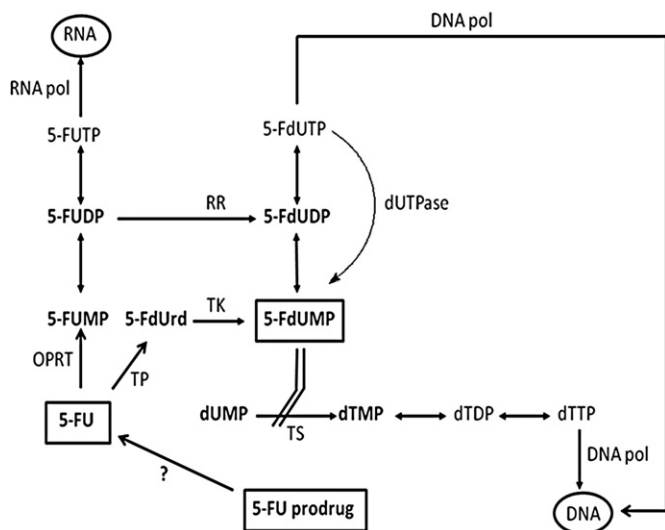 DNA pol
RNA
RNA pol
5-FUTP
5-FdUTP
dUTPase
5-FUDP
RR
5-FdUDP
5-FUMP
5-FdUrd
TK
5-FdUMP
OPRT
TP
5-FU
dUMP
TS
dTMP
dTDP
dTTP
DNA pol
?
5-FU prodrug
DNA